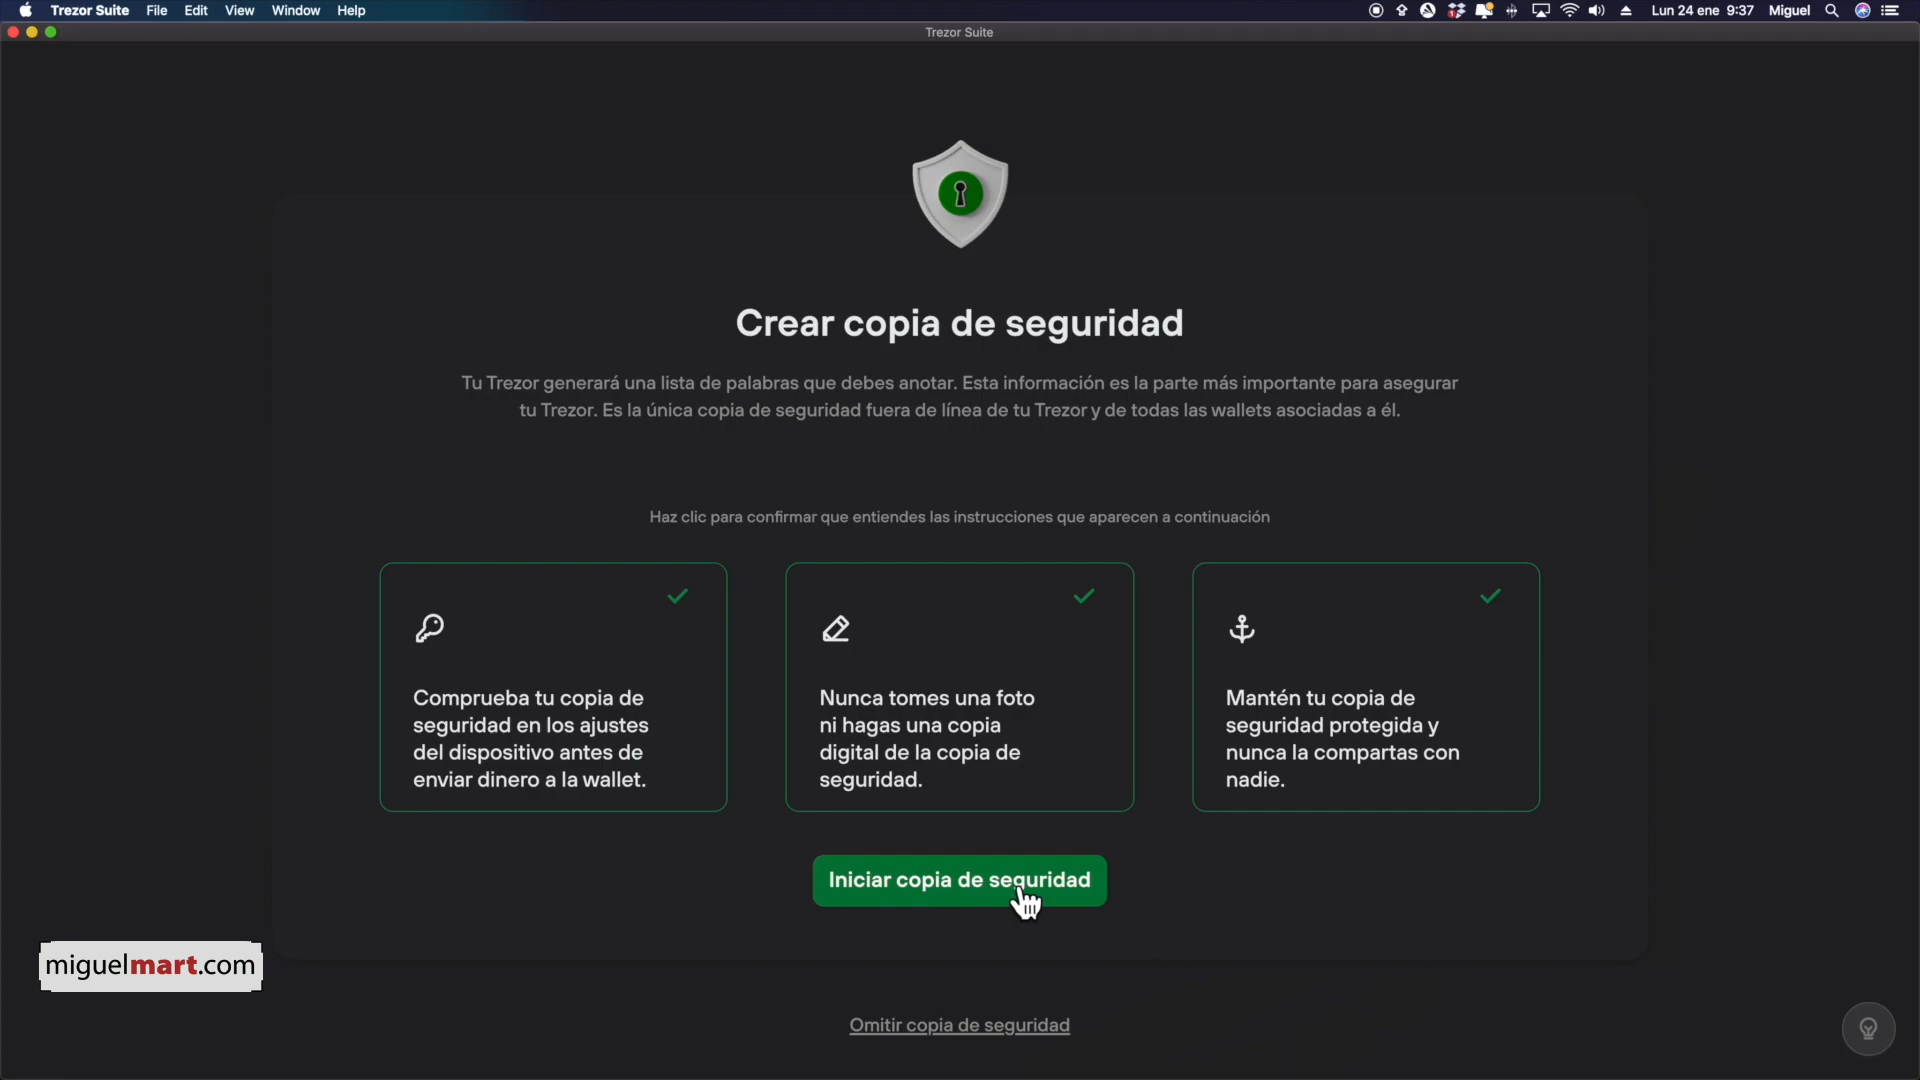 Trezor Suite File Edit View Window Help
Lun 24 ene 9:37 Miguel
Trezor Suite
Crear copia de seguridad
Tu Trezor generará una lista de palabras que debes anotar. Esta información es la parte más importante para asegurar
tu Trezor. Es la única copia de seguridad fuera de línea de tu Trezor y de todas las wallets asociadas a él.
Haz clic para confirmar que entiendes las instrucciones que aparecen a continuación
Comprueba tu copia de
seguridad en los ajustes
del dispositivo antes de
enviar dinero a la wallet.
Nunca tomes una foto
ni hagas una copia
digital de la copia de
seguridad.
Mantén tu copia de
seguridad protegida y
nunca la compartas con
nadie.
Iniciar copia de seguridad
miguelmart.com
Omitir copia de seguridad